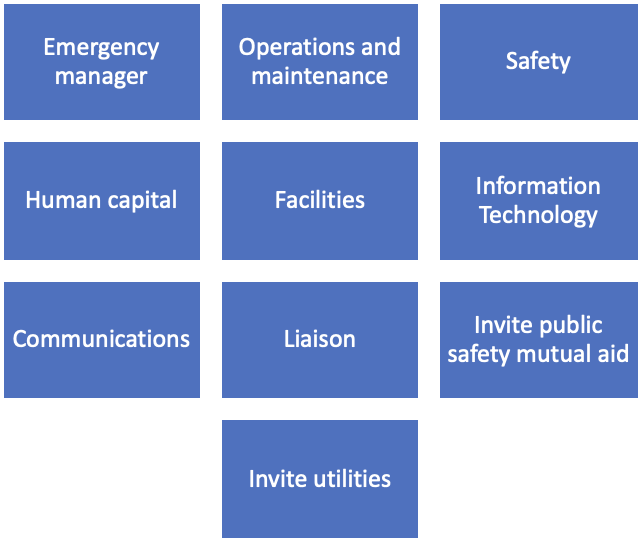 Emergency
manager
Operations and
maintenance
Safety
Human capital
Facilities
Information
Technology
Communications
Liaison
Invite public
safety mutual aid
Invite utilities